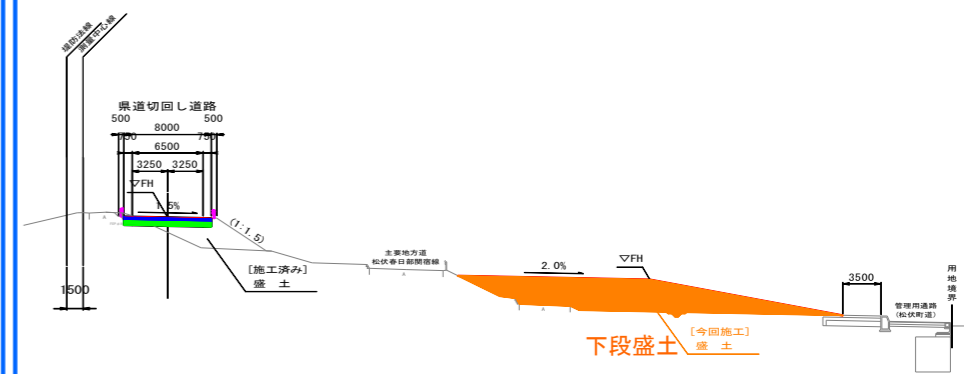 堤防法線
測量中心線
県道切回し道路
500
500
8000
750
750
6500
3250
3250
▽FH
1.5%
(1:1.5)
[施工済み]
盛 土
1500
主要地方道
松伏春日部関宿線
2.0%
▽FH
3500
用地境界
管理用通路
(松伏町道)
[今回施工]
盛 土
下段盛土